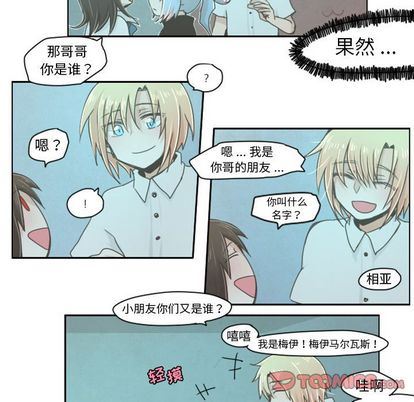 果然 ...
那哥哥
你是谁？
?
嗯？
!
嗯 ... 我是
你哥的朋友 ...
你叫什么
名字？
相亚
小朋友你们又是谁？
嘻嘻
我是梅伊！梅伊马尔瓦斯！
轻摸
哇啊
TOOMICS